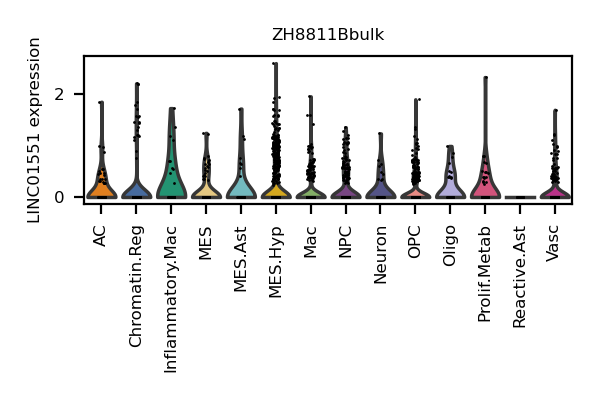 ZH8811Bbulk
LINC01551 expression
2
0
AC
Chromatin.Reg
Inflammatory.Mac
MES
MES.Ast
MES.Hyp
Mac
NPC
Neuron
OPC
Oligo
Prolif.Metab
Reactive.Ast
Vasc